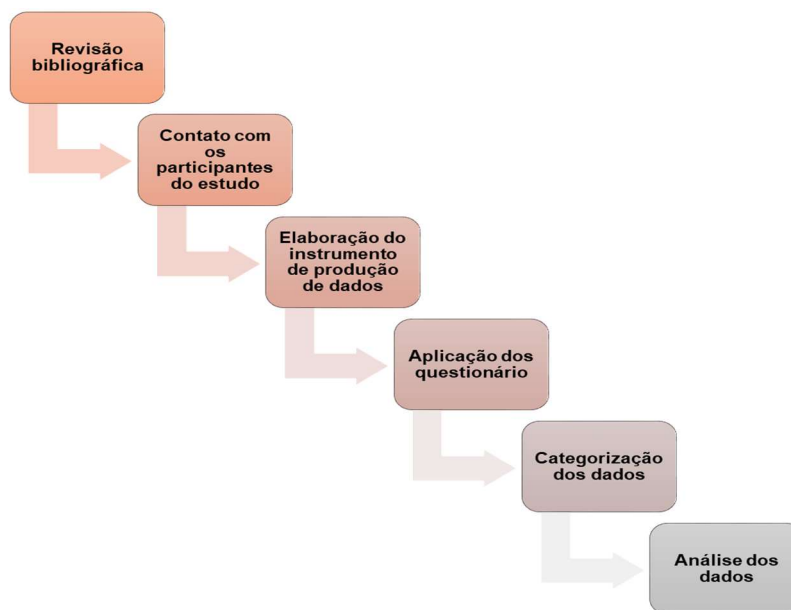 Revisão
bibliográfica
Contato com
os
participantes
do estudo
Elaboração do
instrumento
de produção
de dados
Aplicação dos
questionário
Categorização
dos dados
Análise dos
dados